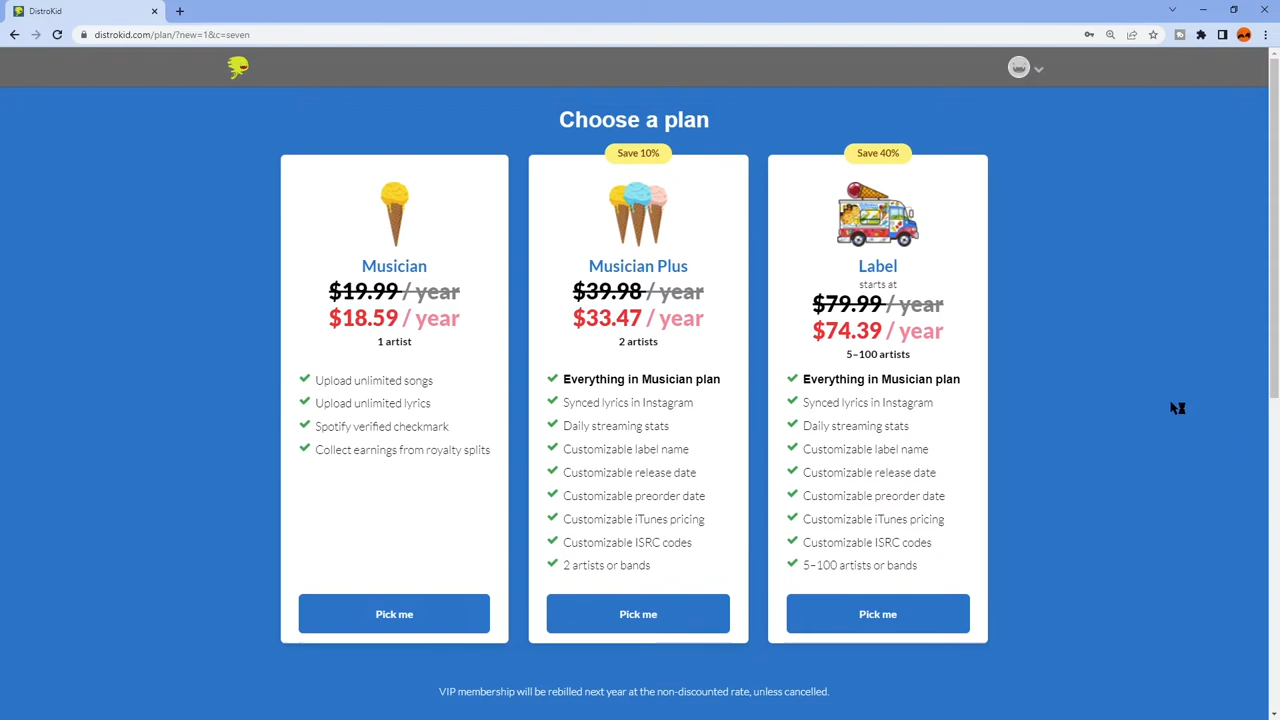 DistroKid
distrokid.com/plan/?new=1&c=seven
Choose a plan
Musician
$19.99 / year
$18.59 / year
1 artist
Upload unlimited songs
Upload unlimited lyrics
Spotify verified checkmark
Collect earnings from royalty splits
Pick me
Save 10%
Musician Plus
$39.98 / year
$33.47 / year
2 artists
Everything in Musician plan
Synced lyrics in Instagram
Daily streaming stats
Customizable label name
Customizable release date
Customizable preorder date
Customizable iTunes pricing
Customizable ISRC codes
2 artists or bands
Pick me
Save 40%
Label
starts at
$79.99 / year
$74.39 / year
5–100 artists
Everything in Musician plan
Synced lyrics in Instagram
Daily streaming stats
Customizable label name
Customizable release date
Customizable preorder date
Customizable iTunes pricing
Customizable ISRC codes
5–100 artists or bands
Pick me
VIP membership will be rebilled next year at the non-discounted rate, unless cancelled.